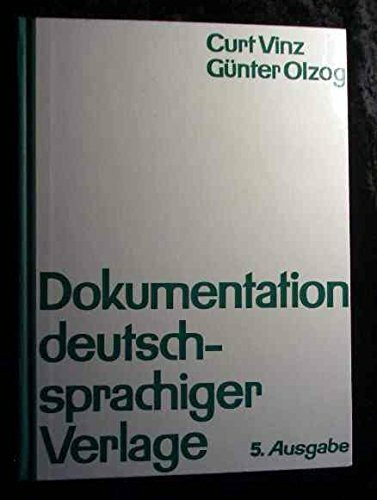 Curt Vinz
Günter Olzog
Dokumentation
deutsch-
sprachiger
Verlage
5. Ausgabe